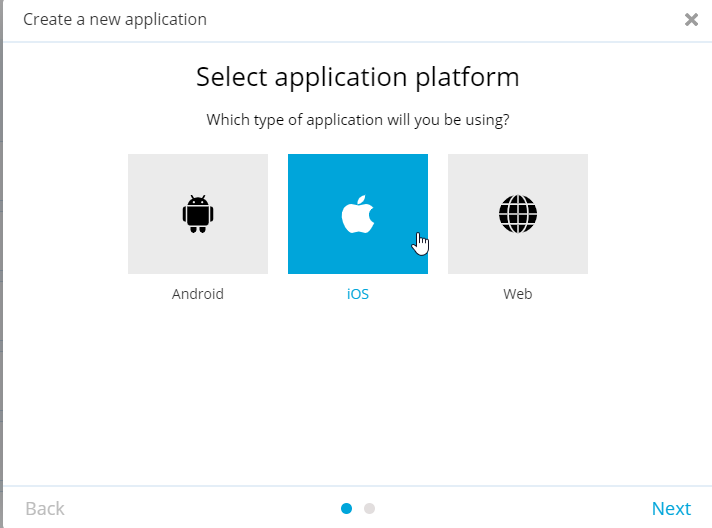 Create a new application
Select application platform
Which type of application will you be using?
Android
iOS
Web
Back
Next